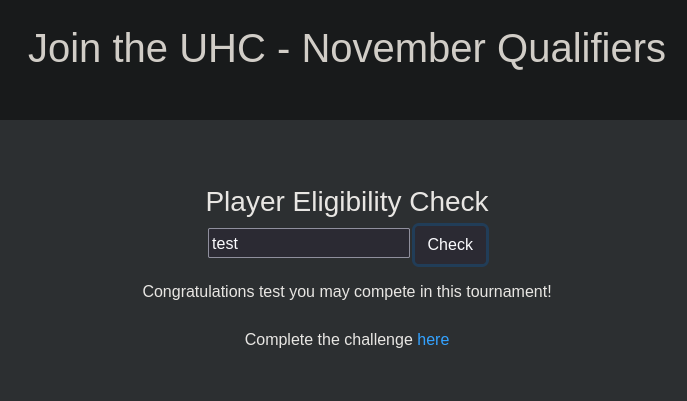 Join the UHC - November Qualifiers
Player Eligibility Check
test Check
Congratulations test you may compete in this tournament!
Complete the challenge here